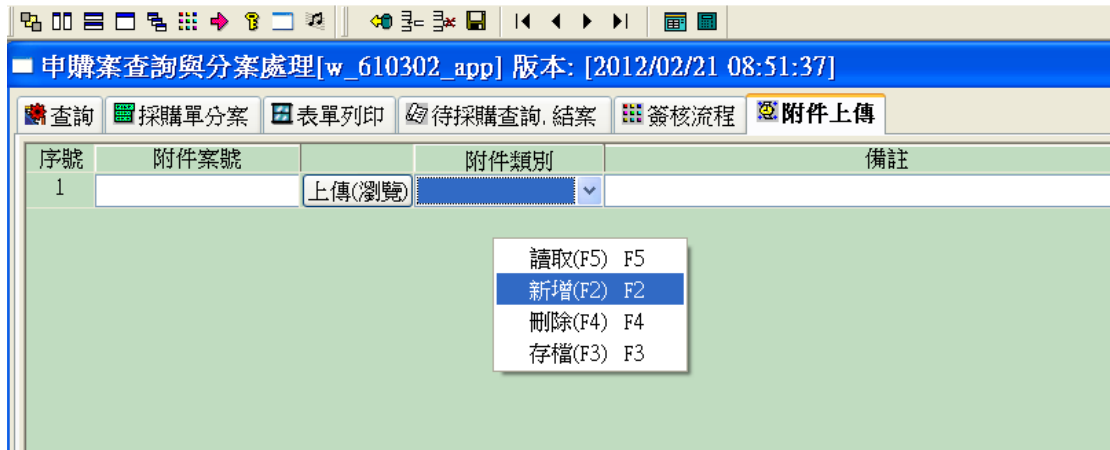 申購案查詢與分案處理[w_610302_app] 版本: [2012/02/21 08:51:37]
查詢 採購單分案 表單列印 待採購查詢.結案 簽核流程 附件上傳
序號 附件案號 附件類別 備註
1 上傳(瀏覽)
讀取(F5) F5
新增(F2) F2
刪除(F4) F4
存檔(F3) F3